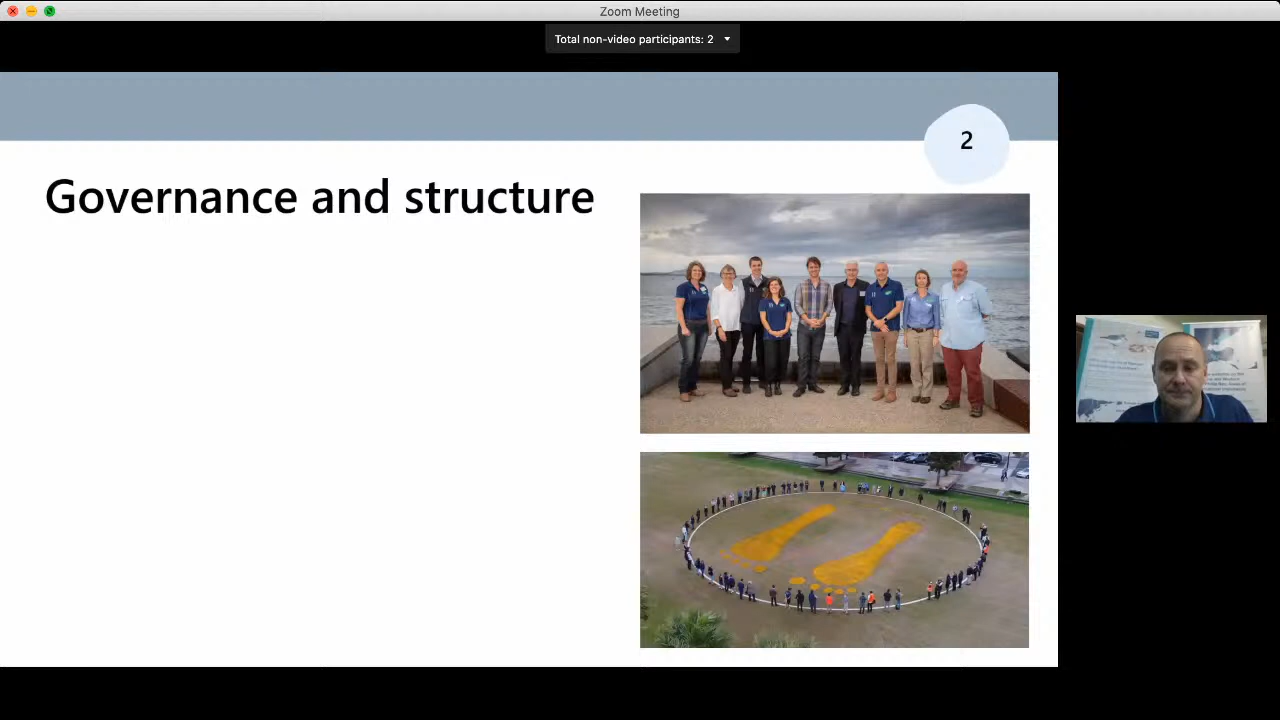 Zoom Meeting
Total non-video participants: 2
2
Governance and structure